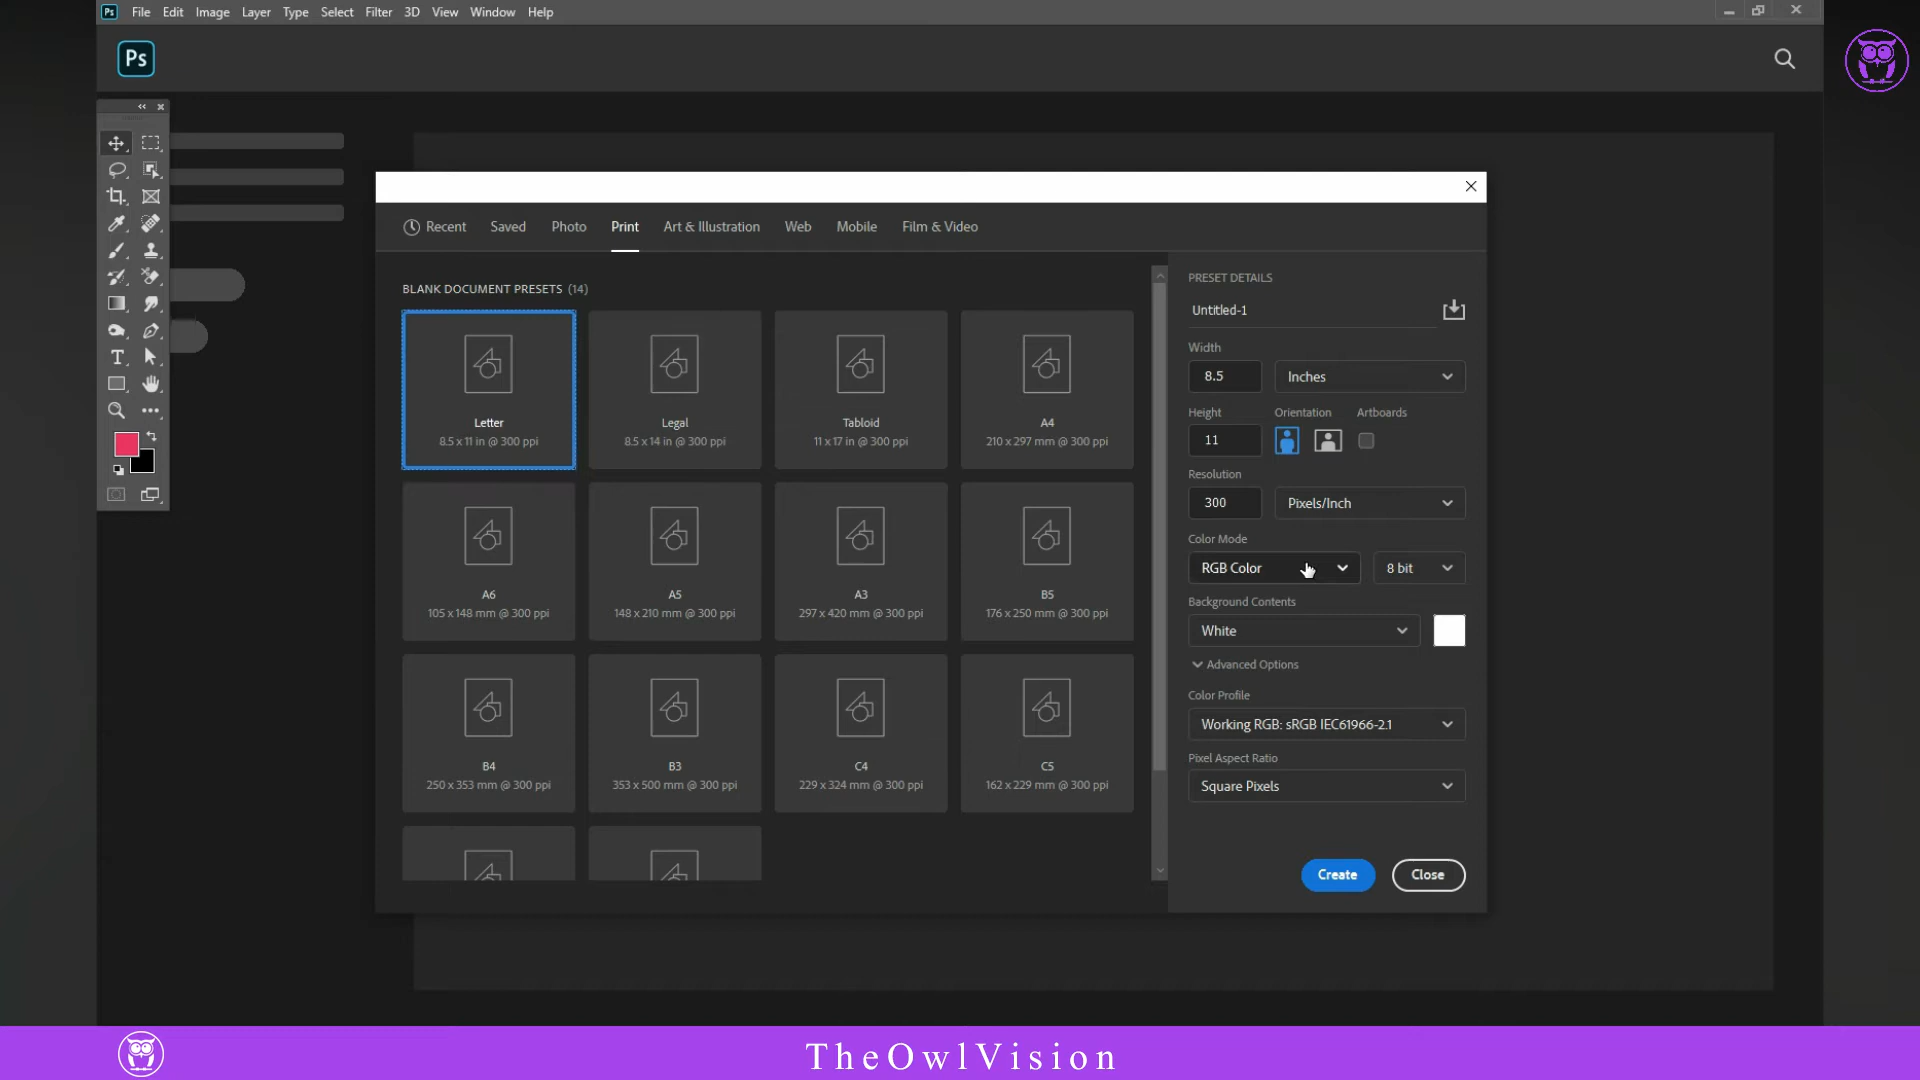 Ps File Edit Image Layer Type Select Filter 3D View Window Help
Ps
Recent Saved Photo Print Art & Illustration Web Mobile Film & Video
BLANK DOCUMENT PRESETS (14)
Letter
8.5 x 11 in @ 300 ppi
Legal
8.5 x 14 in @ 300 ppi
Tabloid
11 x 17 in @ 300 ppi
A4
210 x 297 mm @ 300 ppi
A6
105 x 148 mm @ 300 ppi
A5
148 x 210 mm @ 300 ppi
A3
297 x 420 mm @ 300 ppi
B5
176 x 250 mm @ 300 ppi
B4
250 x 353 mm @ 300 ppi
B3
353 x 500 mm @ 300 ppi
C4
229 x 324 mm @ 300 ppi
C5
162 x 229 mm @ 300 ppi
PRESET DETAILS
Untitled-1
Width
8.5 Inches
Height Orientation Artboards
11
Resolution
300 Pixels/Inch
Color Mode
RGB Color 8 bit
Background Contents
White
Advanced Options
Color Profile
Working RGB: sRGB IEC61966-2.1
Pixel Aspect Ratio
Square Pixels
Create Close
TheOwlVision